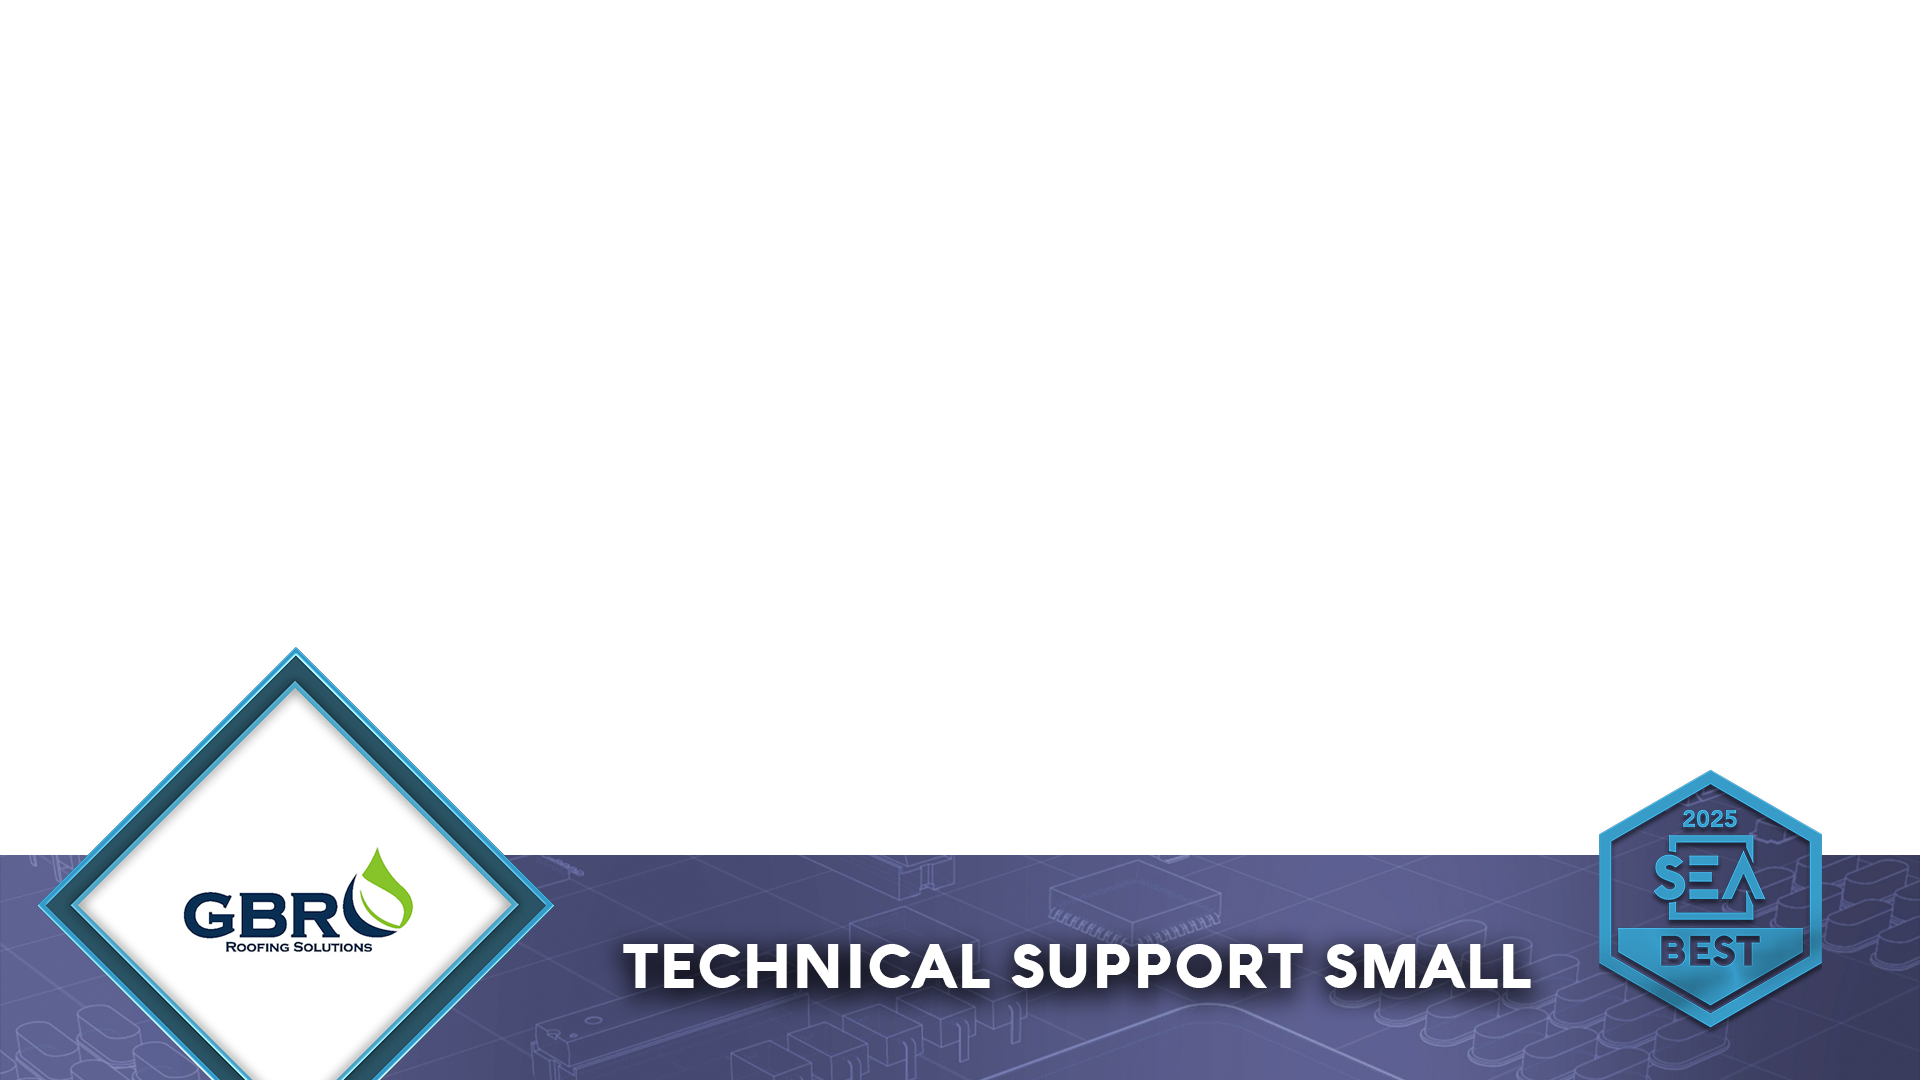 GBR
ROOFING SOLUTIONS
TECHNICAL SUPPORT SMALL
2025
SEA
BEST